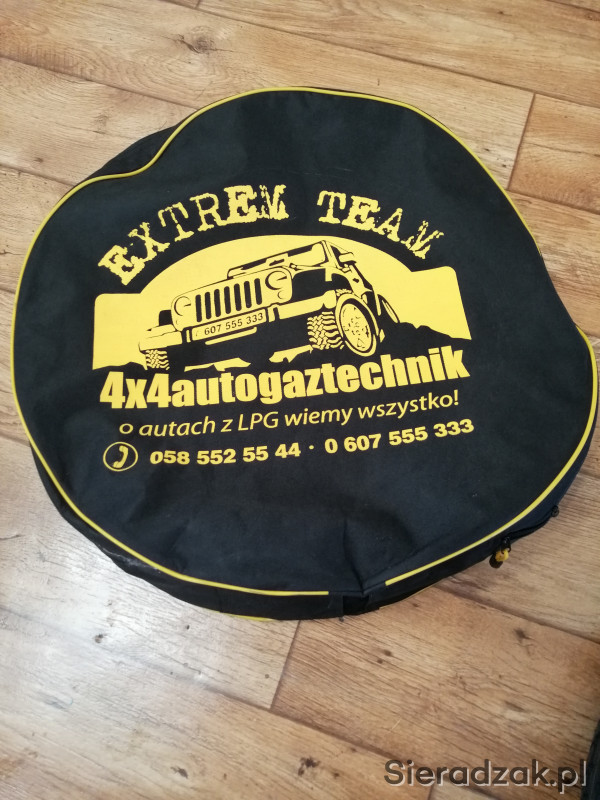 EXTREM TEAM
607 555 333
4x4autogaztechnik
o autach z LPG wiemy wszystko!
058 552 55 44 · 0 607 555 333
Sieradzak.pl